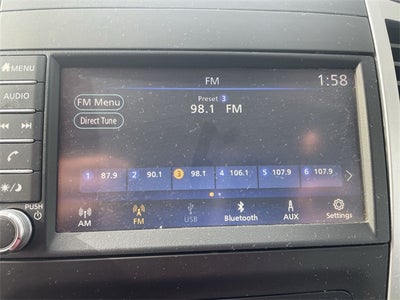 MENU
FM
1:58
AUDIO
FM Menu
Preset 3
98.1 FM
Direct Tune
1 87.9 2 90.1 3 98.1 4 106.1 5 107.9 6 107.9
AM FM USB Bluetooth AUX Settings
PUSH